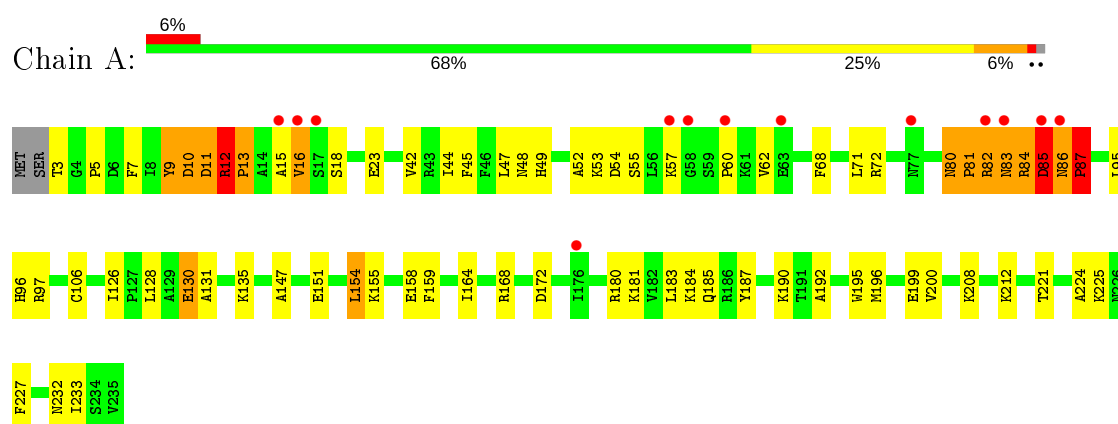 6%
Chain A:
68% 25% 6% ••
MET SER T3 G4 P5 D6 F7 I8 Y9 D10 D11 R12 P13 A14 A15 V16 S17 S18 E23 V42 R43 I44 F45 F46 L47 N48 H49 A52 K53 D54 S55 L56 K57 G58 S59 P60 K61 V62 E63 F68 L71 R72 N77 N80 P81 R82 N83 R84 D85 N86 P87 L95
H96 R97 C106 I126 P127 L128 A129 E130 A131 K135 A147 E151 L154 K155 E158 F159 I164 R168 D172 I176 R180 K181 V182 L183 K184 Q185 R186 Y187 K190 T191 A192 W195 M196 E199 V200 K208 K212 T221 A224 K225 N226
F227 N232 I233 S234 V235